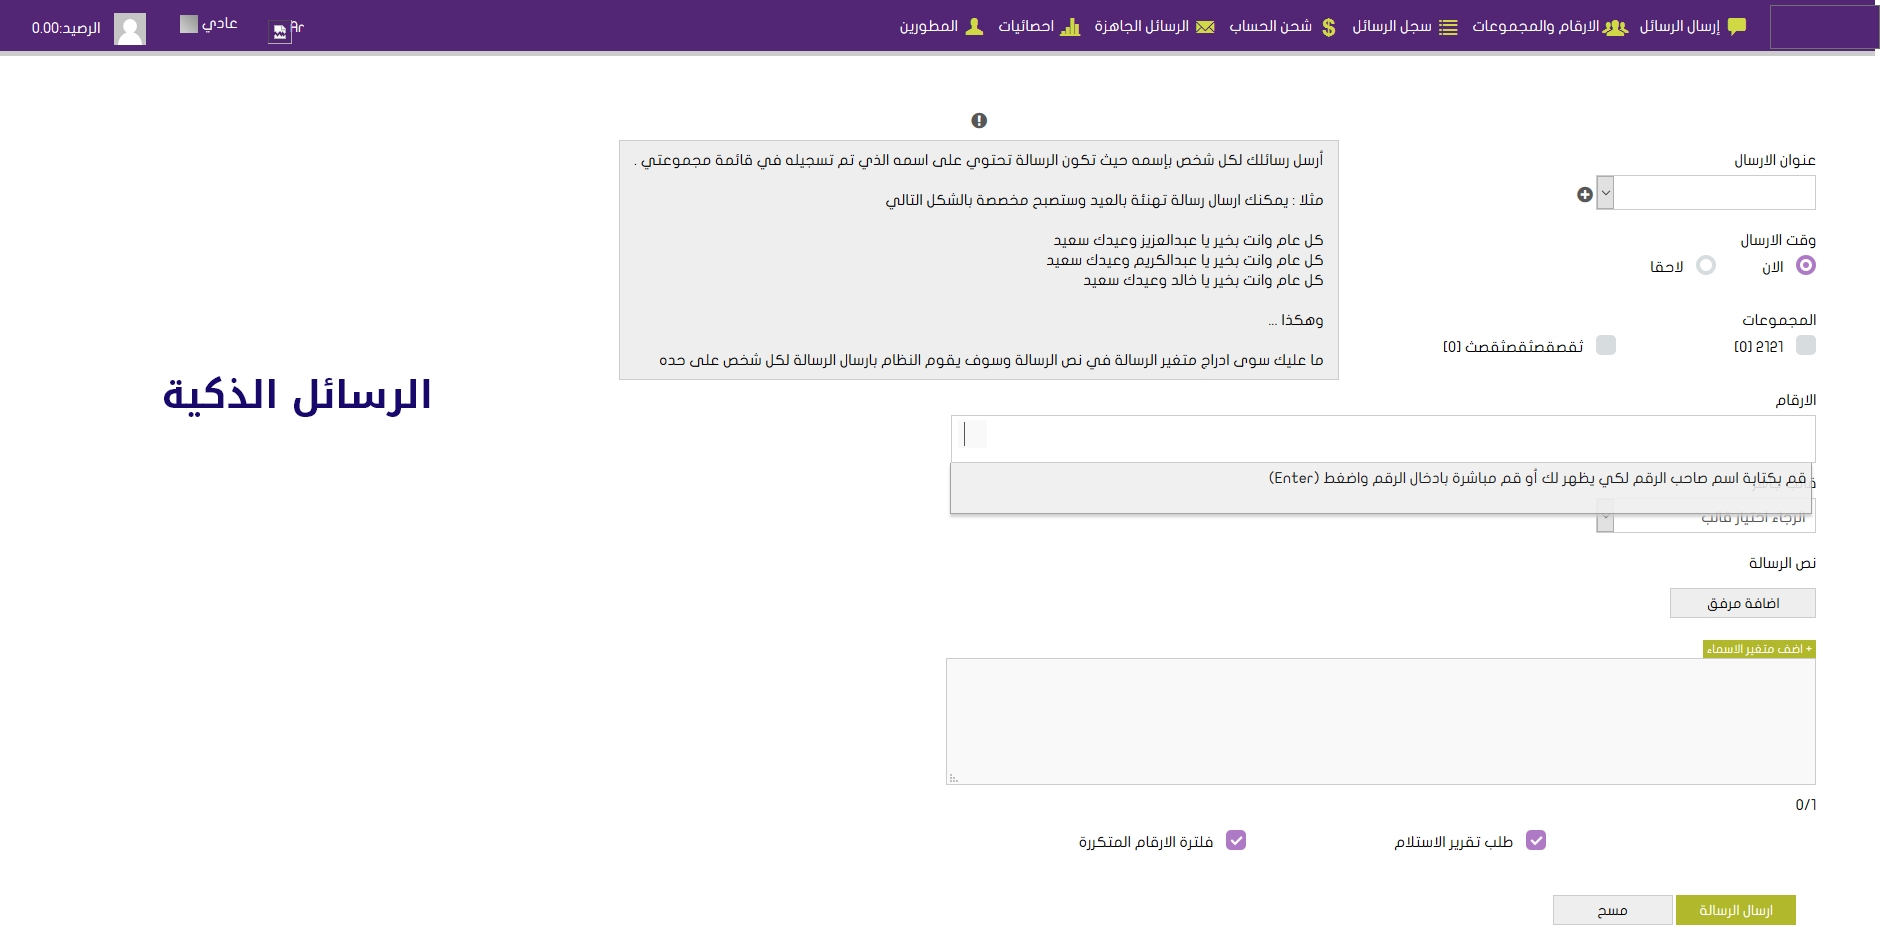 إرسال الرسائل
الارقام والمجموعات
سجل الرسائل
شحن الحساب
الرسائل الجاهزة
احصائيات
المطورين
Ar
عادي
الرصيد:0.00
عنوان الارسال
أرسل رسائلك لكل شخص بإسمه حيث تكون الرسالة تحتوي على اسمه الذي تم تسجيله في قائمة مجموعتي .
مثلا : يمكنك ارسال رسالة تهنئة بالعيد وستصبح مخصصة بالشكل التالي
كل عام وانت بخير يا عبدالعزيز وعيدك سعيد
كل عام وانت بخير يا عبدالكريم وعيدك سعيد
كل عام وانت بخير يا خالد وعيدك سعيد
وهكذا ...
ما عليك سوى ادراج متغير الرسالة في نص الرسالة وسوف يقوم النظام بارسال الرسالة لكل شخص على حده
وقت الارسال
الان
لاحقا
المجموعات
2121 (0)
ثقصقصثقصثقصث (0)
الرسائل الذكية
الارقام
قم بكتابة اسم صاحب الرقم لكي يظهر لك أو قم مباشرة بادخال الرقم واضغط (Enter)
الرجاء اختيار قالب
نص الرسالة
اضافة مرفق
+ اضف متغير الاسماء
0/1
طلب تقرير الاستلام
فلترة الارقام المتكررة
ارسال الرسالة
مسح